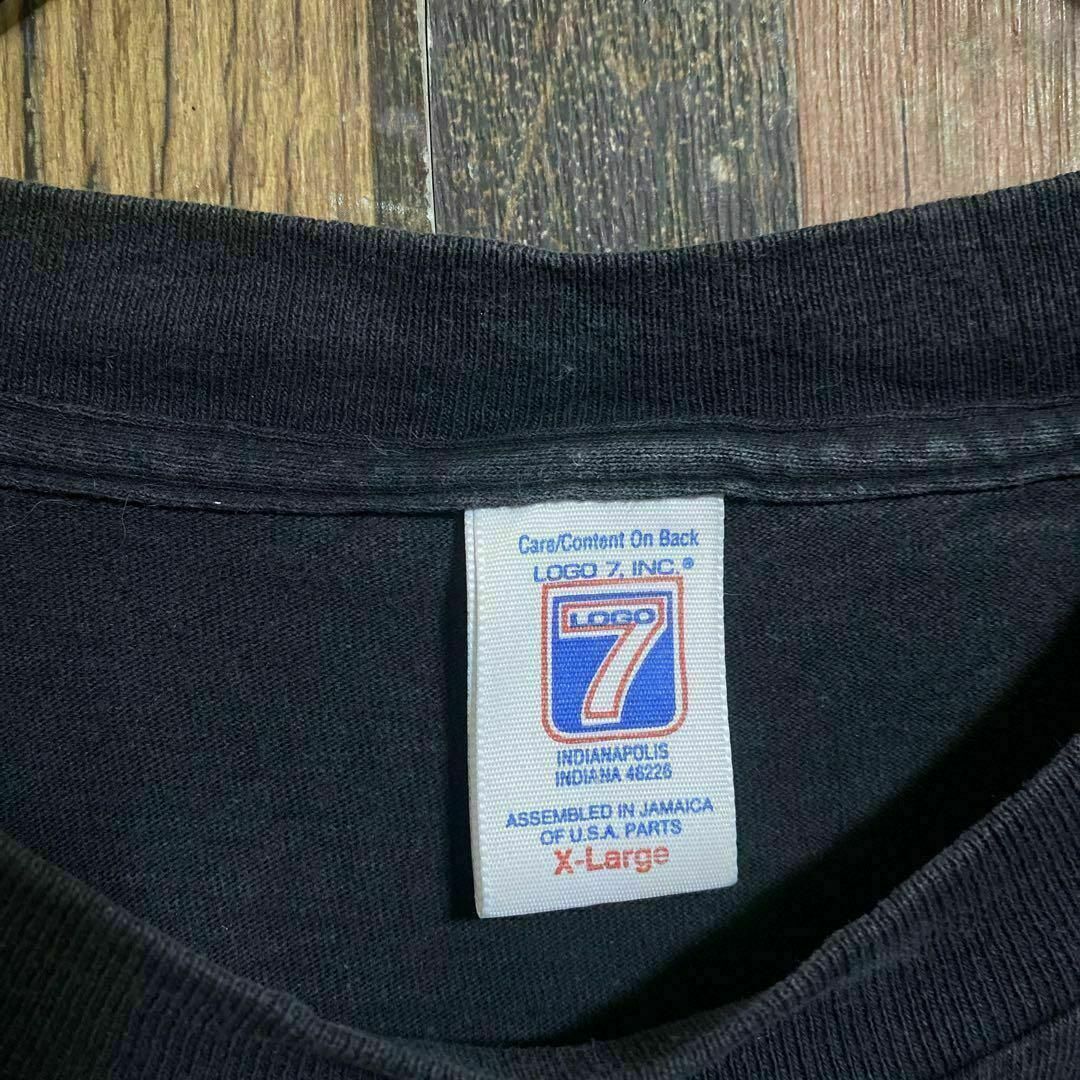 Care/Content On Back
LOGO 7, INC.®
LOGO
7
INDIANAPOLIS
INDIANA 46226
ASSEMBLED IN JAMAICA
OF U.S.A. PARTS
X-Large